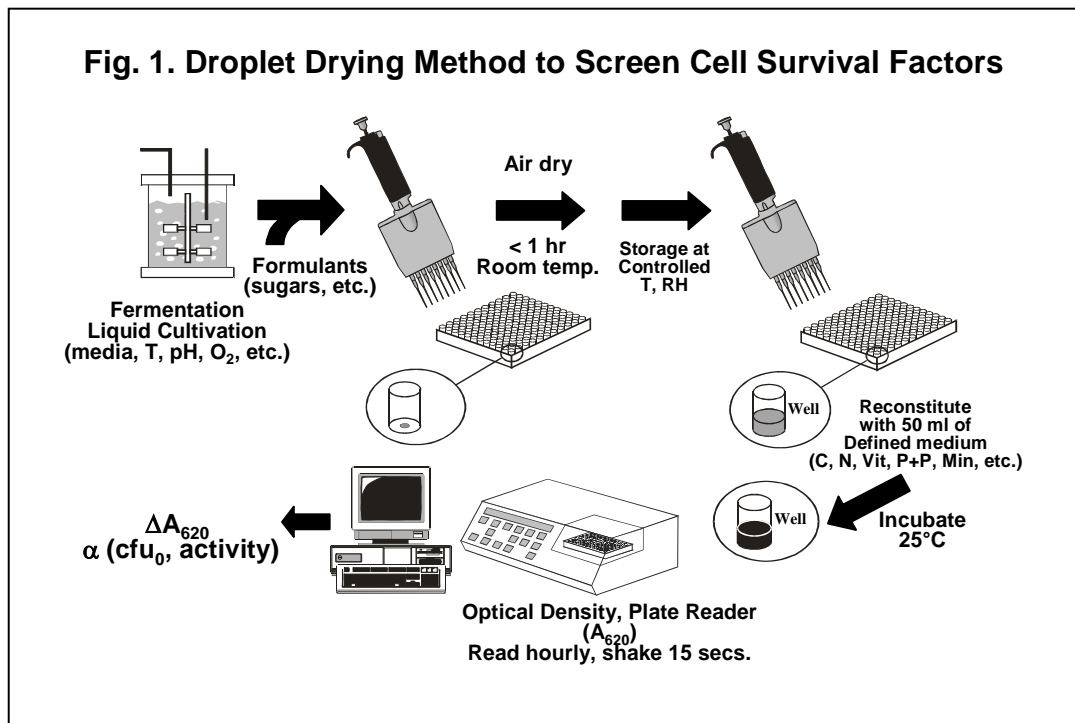 Fig. 1. Droplet Drying Method to Screen Cell Survival Factors
Fermentation
Liquid Cultivation
(media, T, pH, O₂, etc.)
Formulants
(sugars, etc.)
Air dry
< 1 hr
Room temp.
Storage at
Controlled
T, RH
Well
Reconstitute
with 50 ml of
Defined medium
(C, N, Vit, P+P, Min, etc.)
Incubate
25°C
Well
Optical Density, Plate Reader
(A₆₂₀)
Read hourly, shake 15 secs.
ΔA₆₂₀
α (cfu₀, activity)